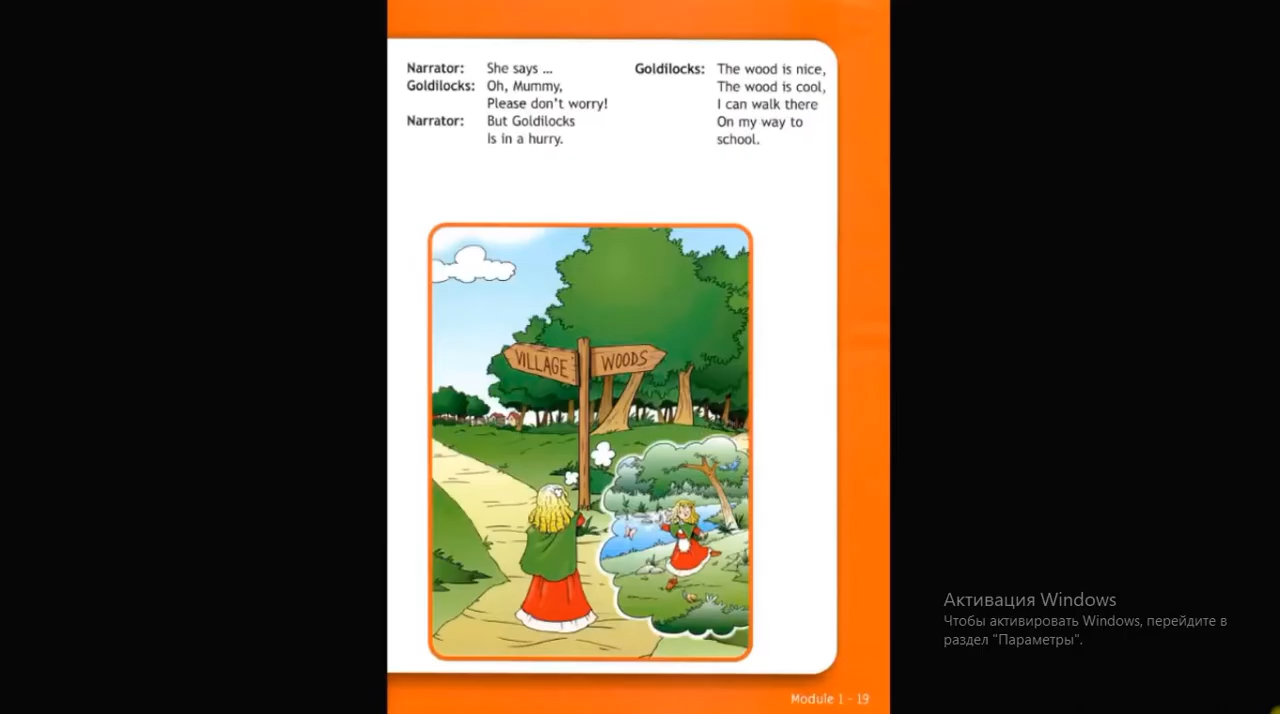 Narrator: She says ...
Goldilocks: Oh, Mummy,
Please don't worry!
Narrator: But Goldilocks
Is in a hurry.
Goldilocks: The wood is nice,
The wood is cool,
I can walk there
On my way to
school.
VILLAGE
WOODS
Активация Windows
Чтобы активировать Windows, перейдите в
раздел "Параметры".
Module 1 - 19